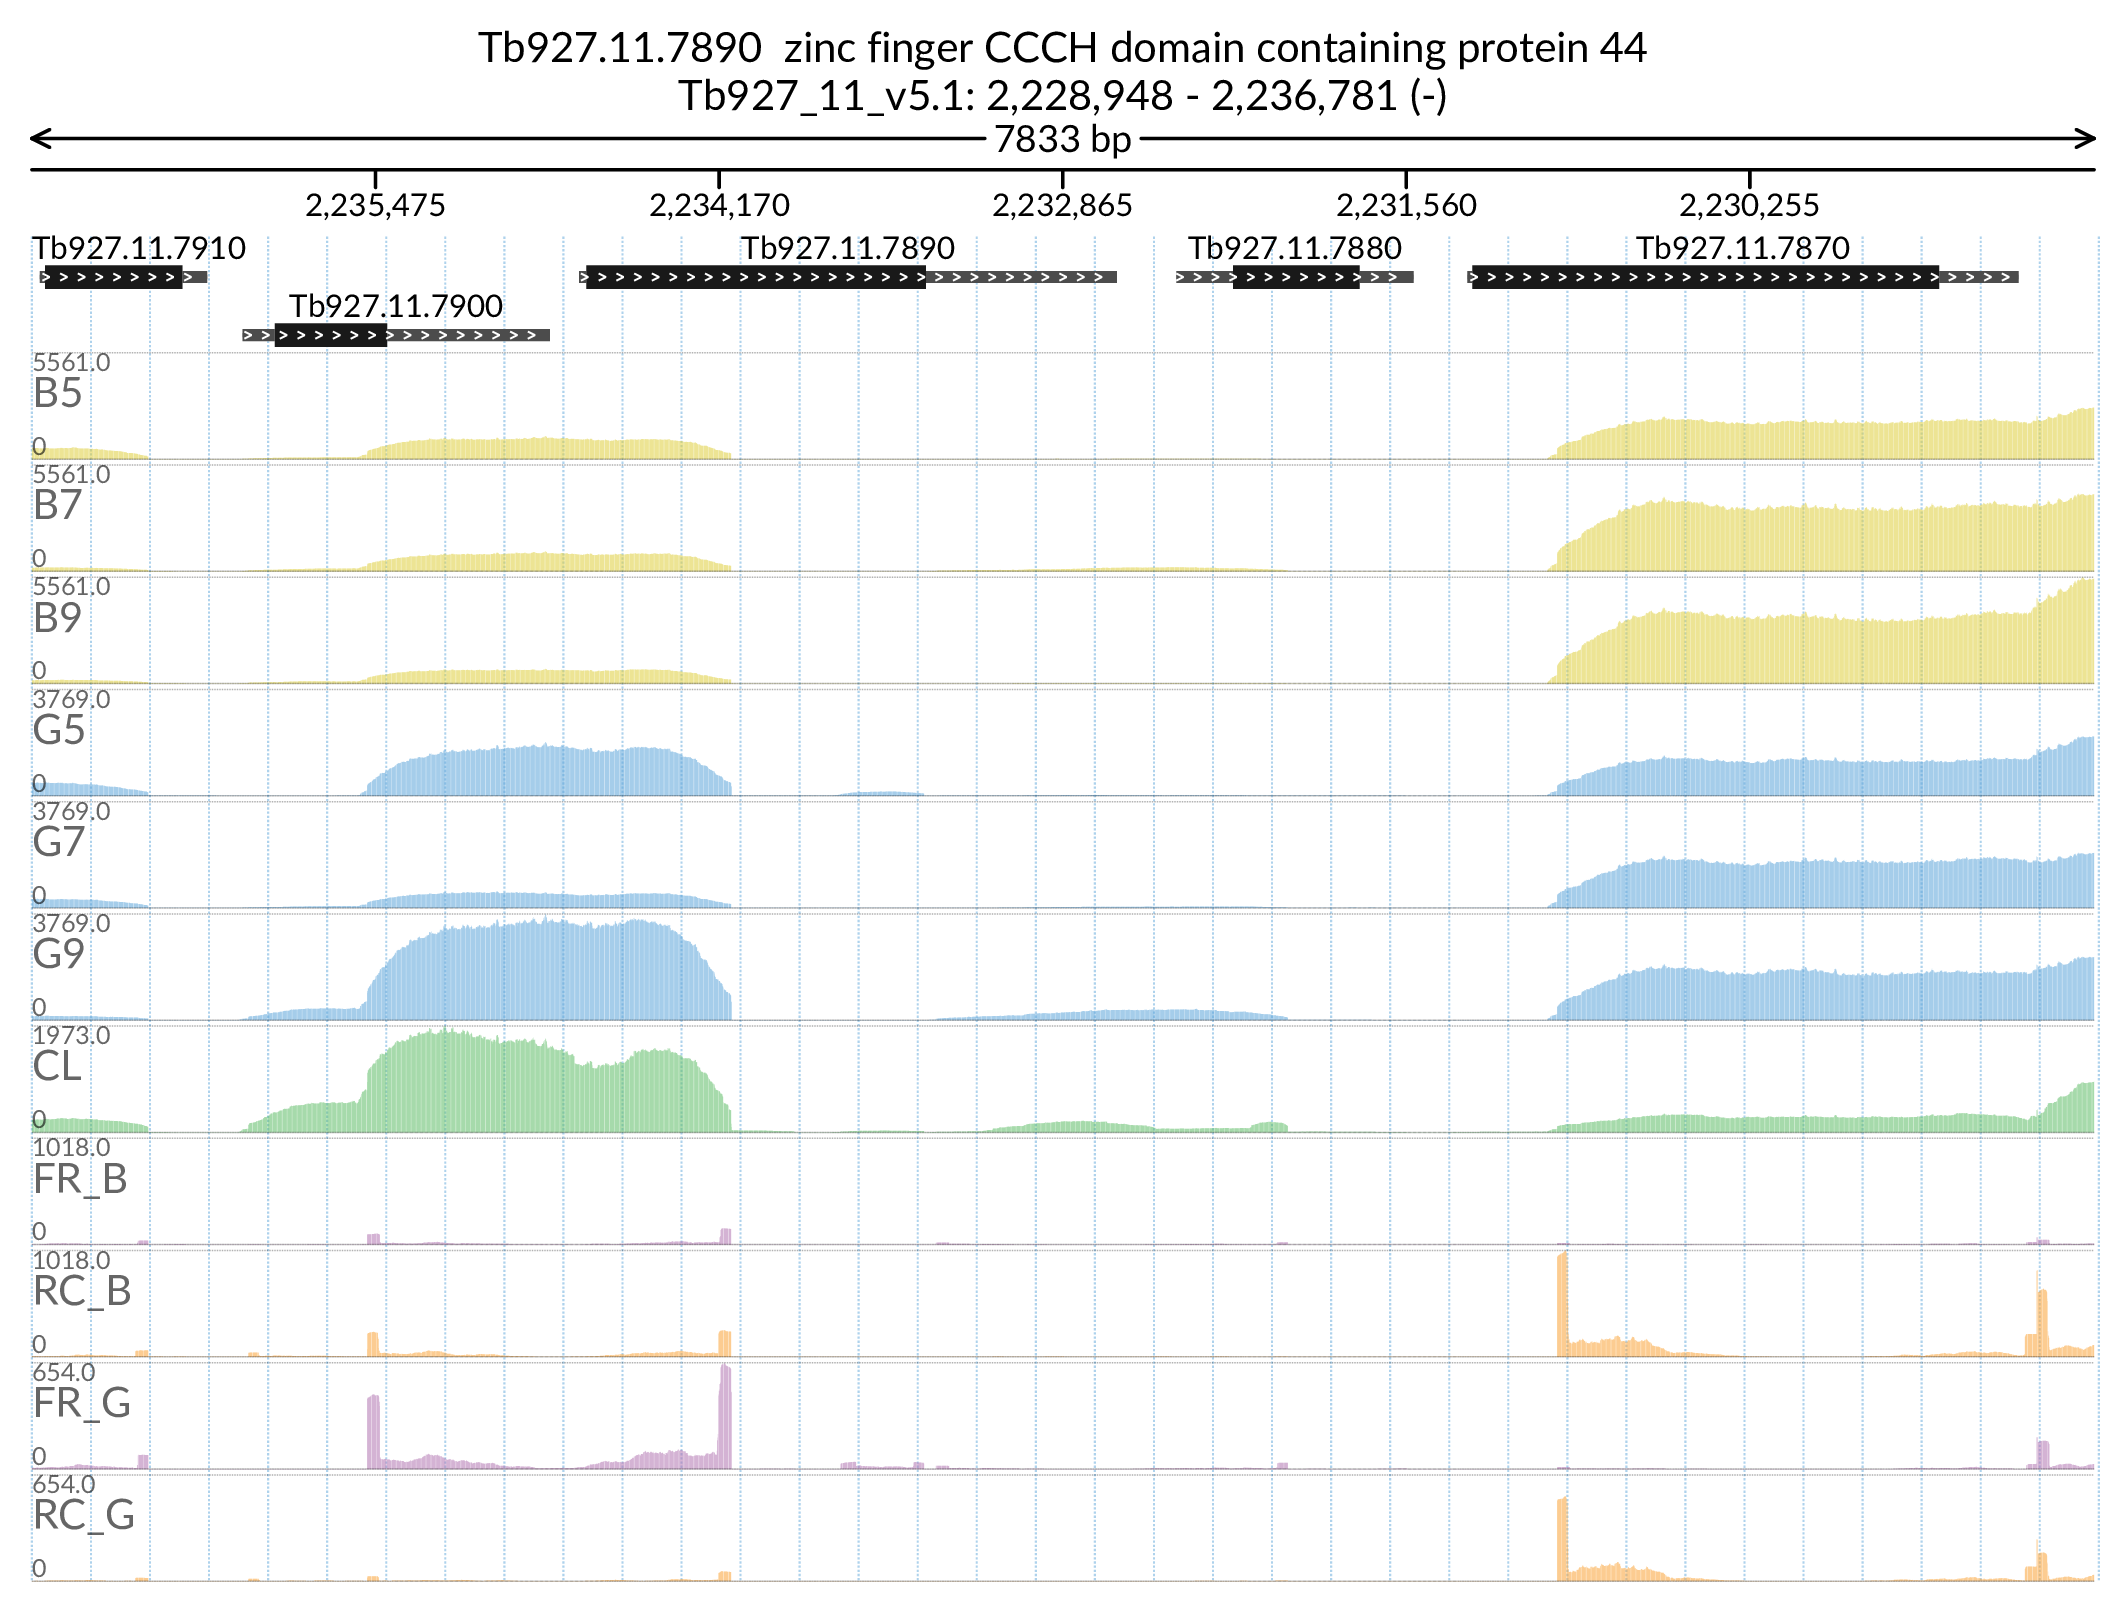 Tb927.11.7890  zinc finger CCCH domain containing protein 44
Tb927_11_v5.1: 2,228,948 - 2,236,781 (-)
7833 bp
2,235,475 2,234,170 2,232,865 2,231,560 2,230,255
Tb927.11.7910 Tb927.11.7890 Tb927.11.7880 Tb927.11.7870
Tb927.11.7900
5561.0
B5
0
5561.0
B7
0
5561.0
B9
0
3769.0
G5
0
3769.0
G7
0
3769.0
G9
0
1973.0
CL
0
1018.0
FR_B
0
1018.0
RC_B
0
654.0
FR_G
0
654.0
RC_G
0